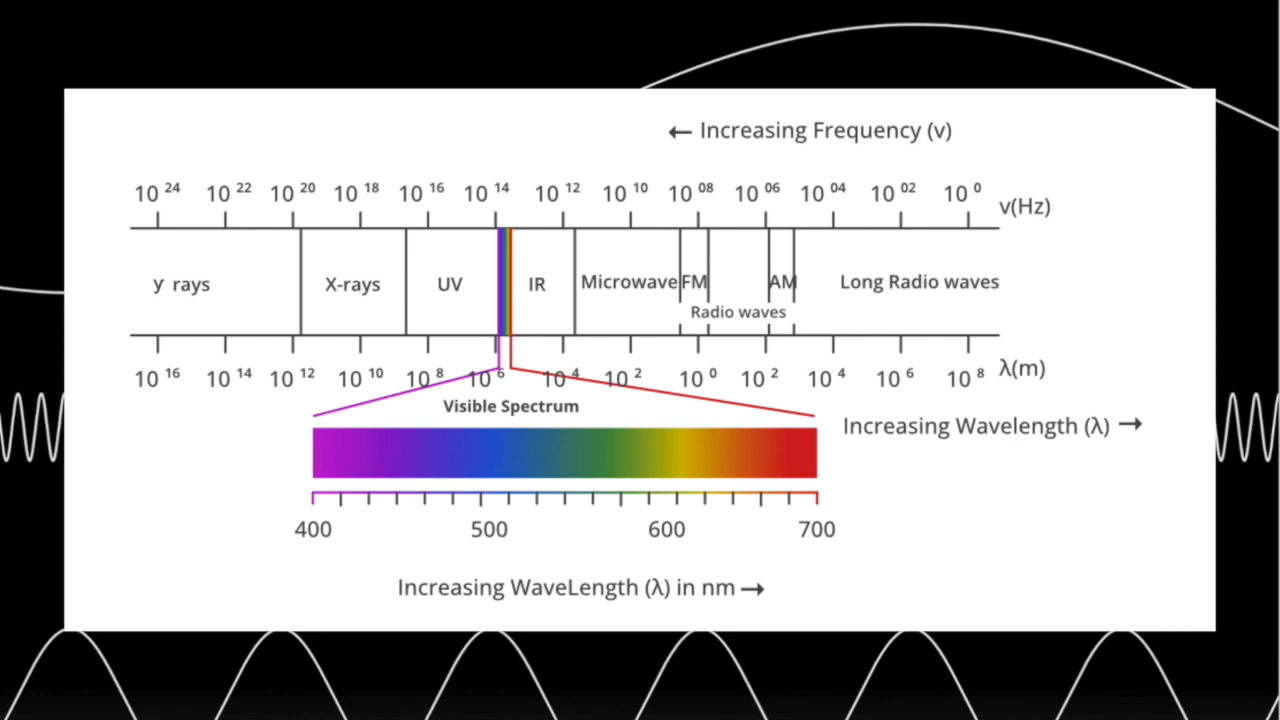 ← Increasing Frequency (ν)
10 24 10 22 10 20 10 18 10 16 10 14 10 12 10 10 10 08 10 06 10 04 10 02 10 0 ν(Hz)
y rays X-rays UV IR Microwave FM AM Long Radio waves
Radio waves
10 16 10 14 10 12 10 10 10 8 10 6 10 4 10 2 10 0 10 2 10 4 10 6 10 8 λ(m)
Visible Spectrum
Increasing Wavelength (λ) →
400 500 600 700
Increasing WaveLength (λ) in nm →